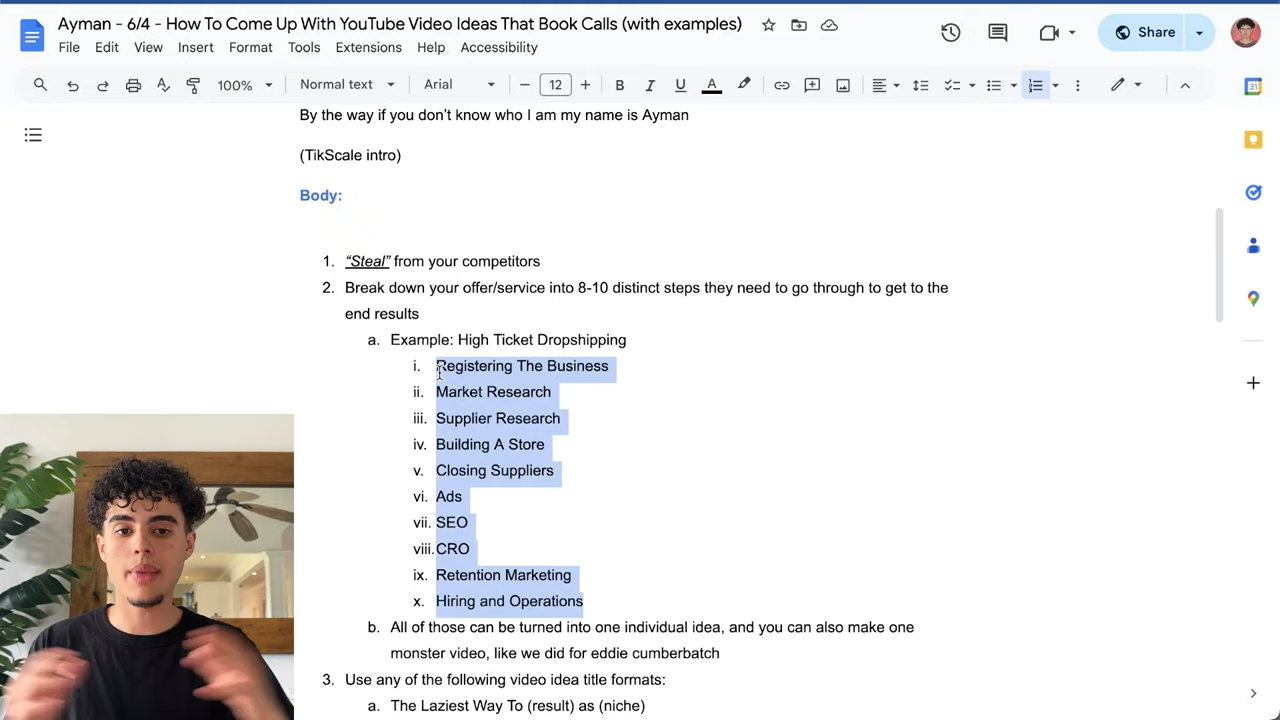 Ayman - 6/4 - How To Come Up With YouTube Video Ideas That Book Calls (with examples)
File Edit View Insert Format Tools Extensions Help Accessibility
Share
100% Normal text Arial 12 B I U A
By the way if you don't know who I am my name is Ayman
(TikScale intro)
Body:
1. “Steal” from your competitors
2. Break down your offer/service into 8-10 distinct steps they need to go through to get to the
end results
a. Example: High Ticket Dropshipping
i. Registering The Business
ii. Market Research
iii. Supplier Research
iv. Building A Store
v. Closing Suppliers
vi. Ads
vii. SEO
viii. CRO
ix. Retention Marketing
x. Hiring and Operations
b. All of those can be turned into one individual idea, and you can also make one
monster video, like we did for eddie cumberbatch
3. Use any of the following video idea title formats:
a. The Laziest Way To (result) as (niche)